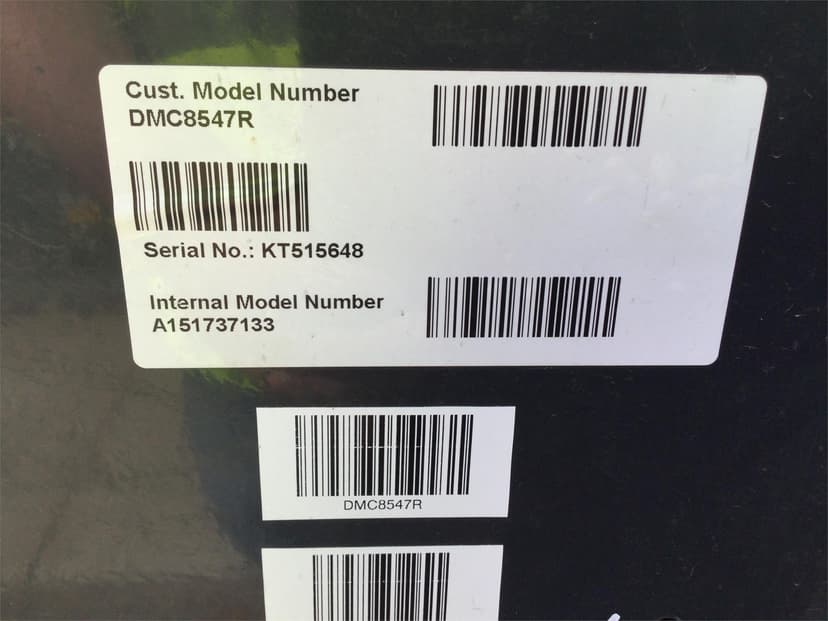 Cust. Model Number
DMC8547R
Serial No.: KT515648
Internal Model Number
A151737133
DMC8547R